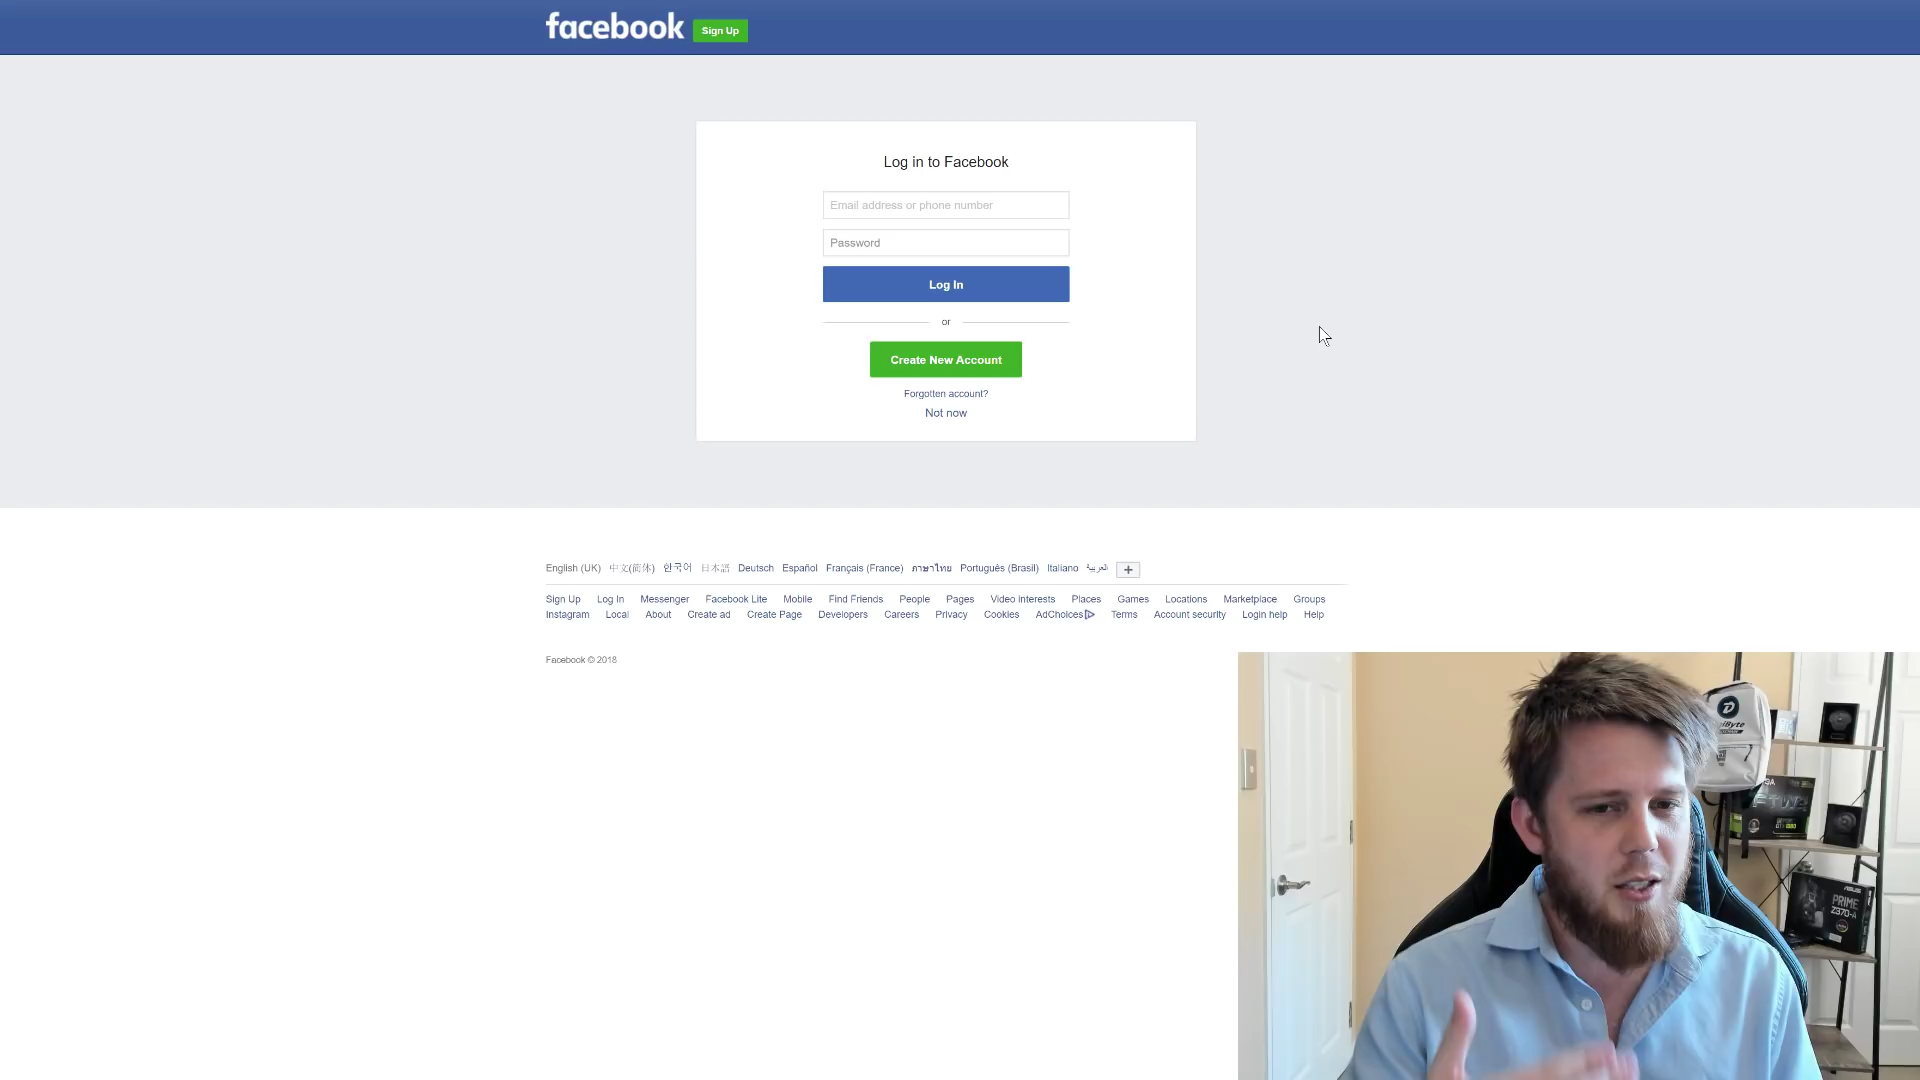 facebook Sign Up
Log in to Facebook
Email address or phone number
Password
Log In
or
Create New Account
Forgotten account?
Not now
English (UK) 中文(简体) 한국어 日本語 Deutsch Español Français (France) ภาษาไทย Português (Brasil) Italiano العربية +
Sign Up Log In Messenger Facebook Lite Mobile Find Friends People Pages Video interests Places Games Locations Marketplace Groups
Instagram Local About Create ad Create Page Developers Careers Privacy Cookies AdChoices Terms Account security Login help Help
Facebook © 2018
FTW2
ASUS
PRIME
Z370-A